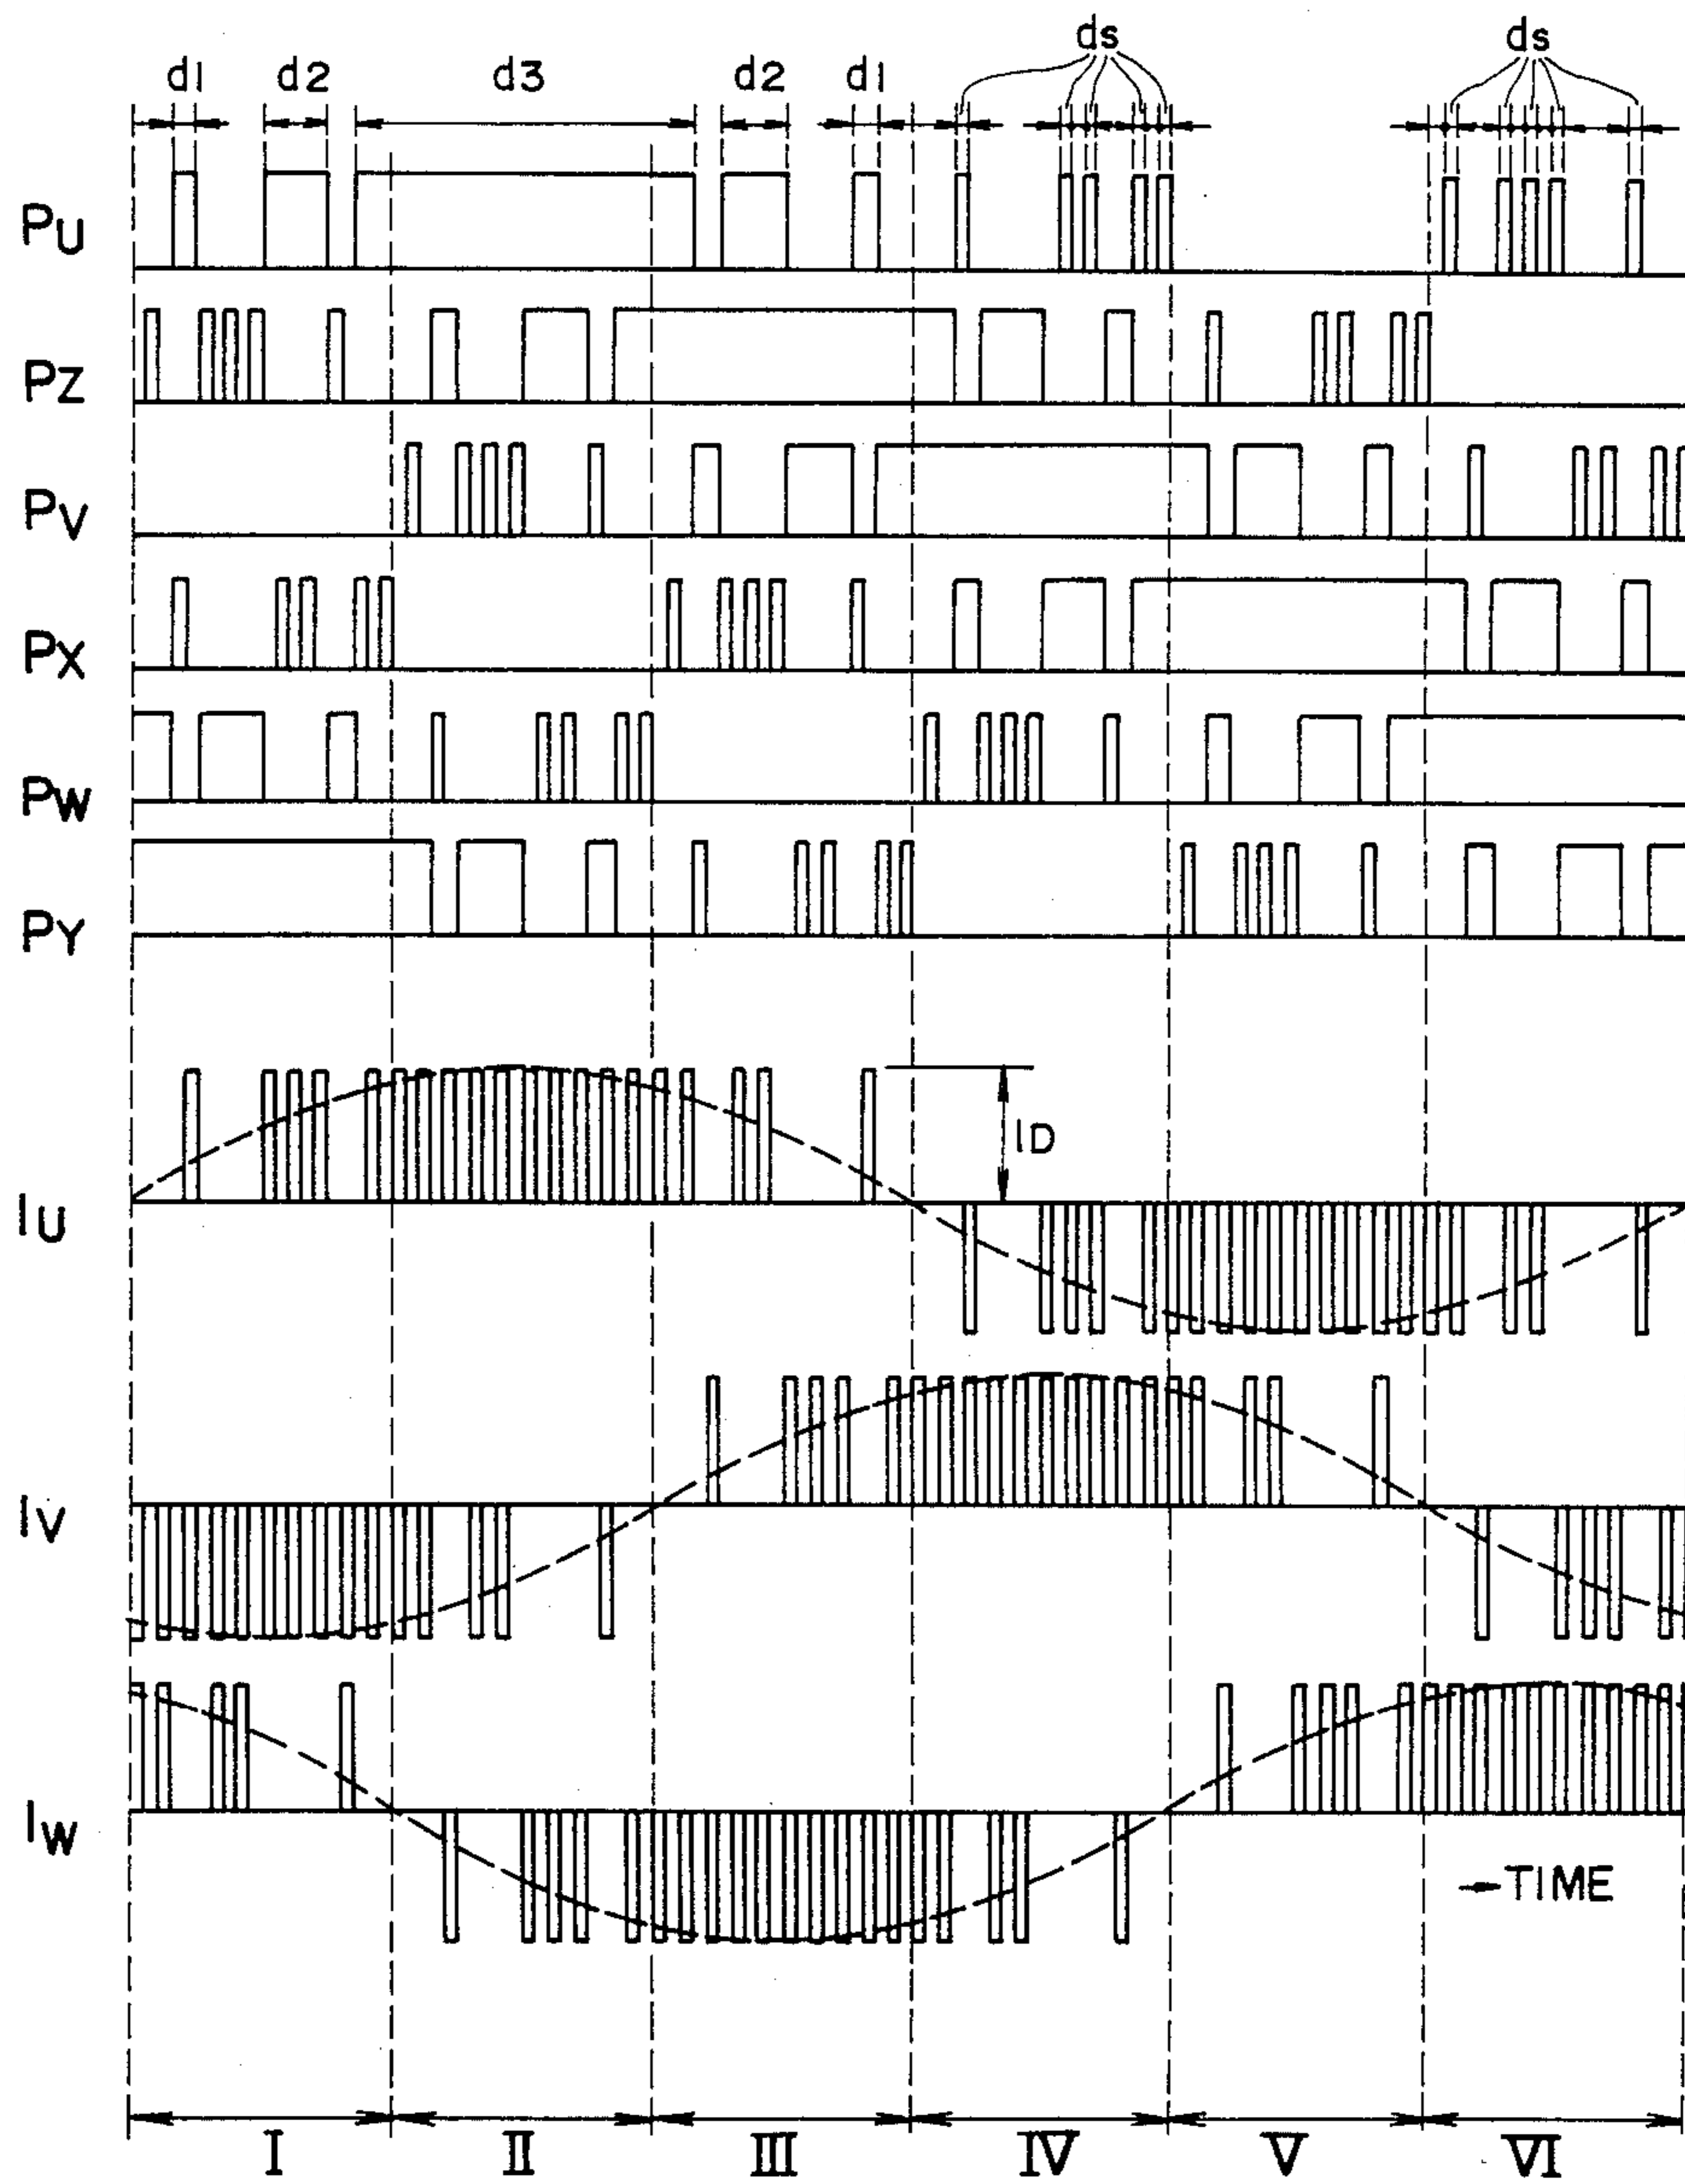 d1 d2 d3 d2 d1 ds ds
PU
PZ
PV
PX
PW
PY
ID
IU
IV
IW
TIME
I II III IV V VI